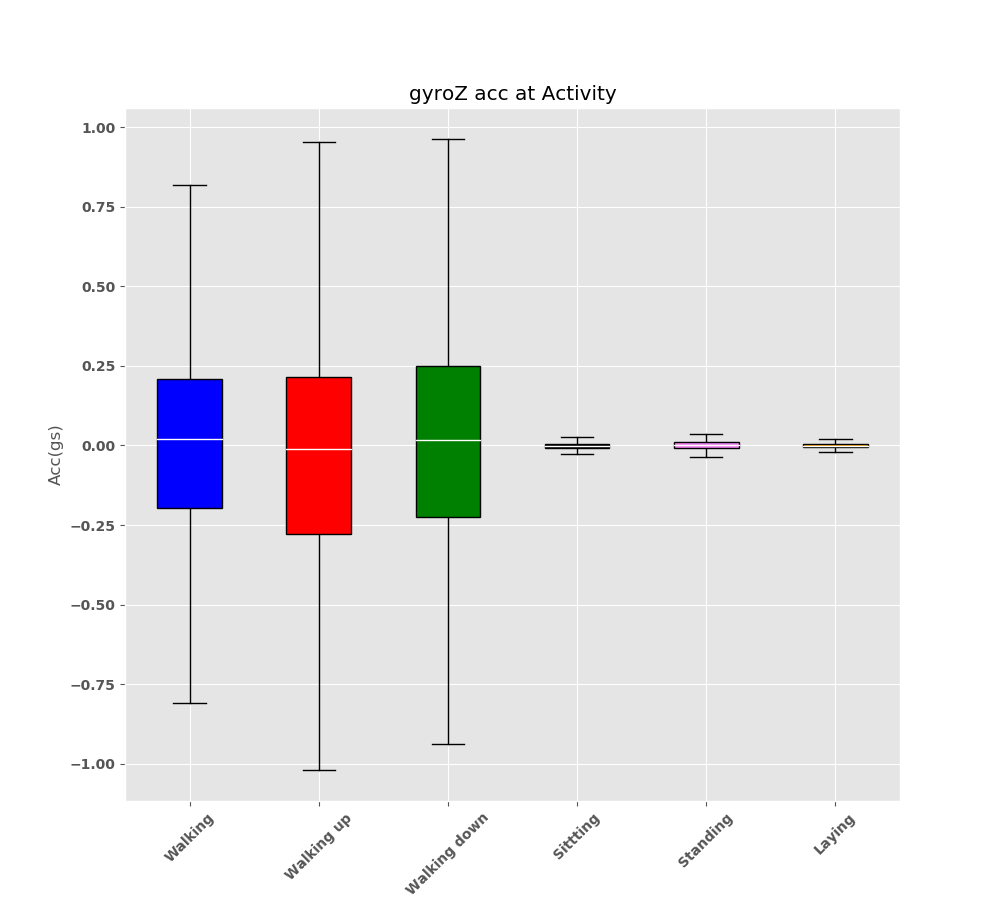 gyroZ acc at Activity
1.00
0.75
0.50
0.25
0.00
−0.25
−0.50
−0.75
−1.00
Acc(gs)
Walking
Walking up
Walking down
Sittting
Standing
Laying